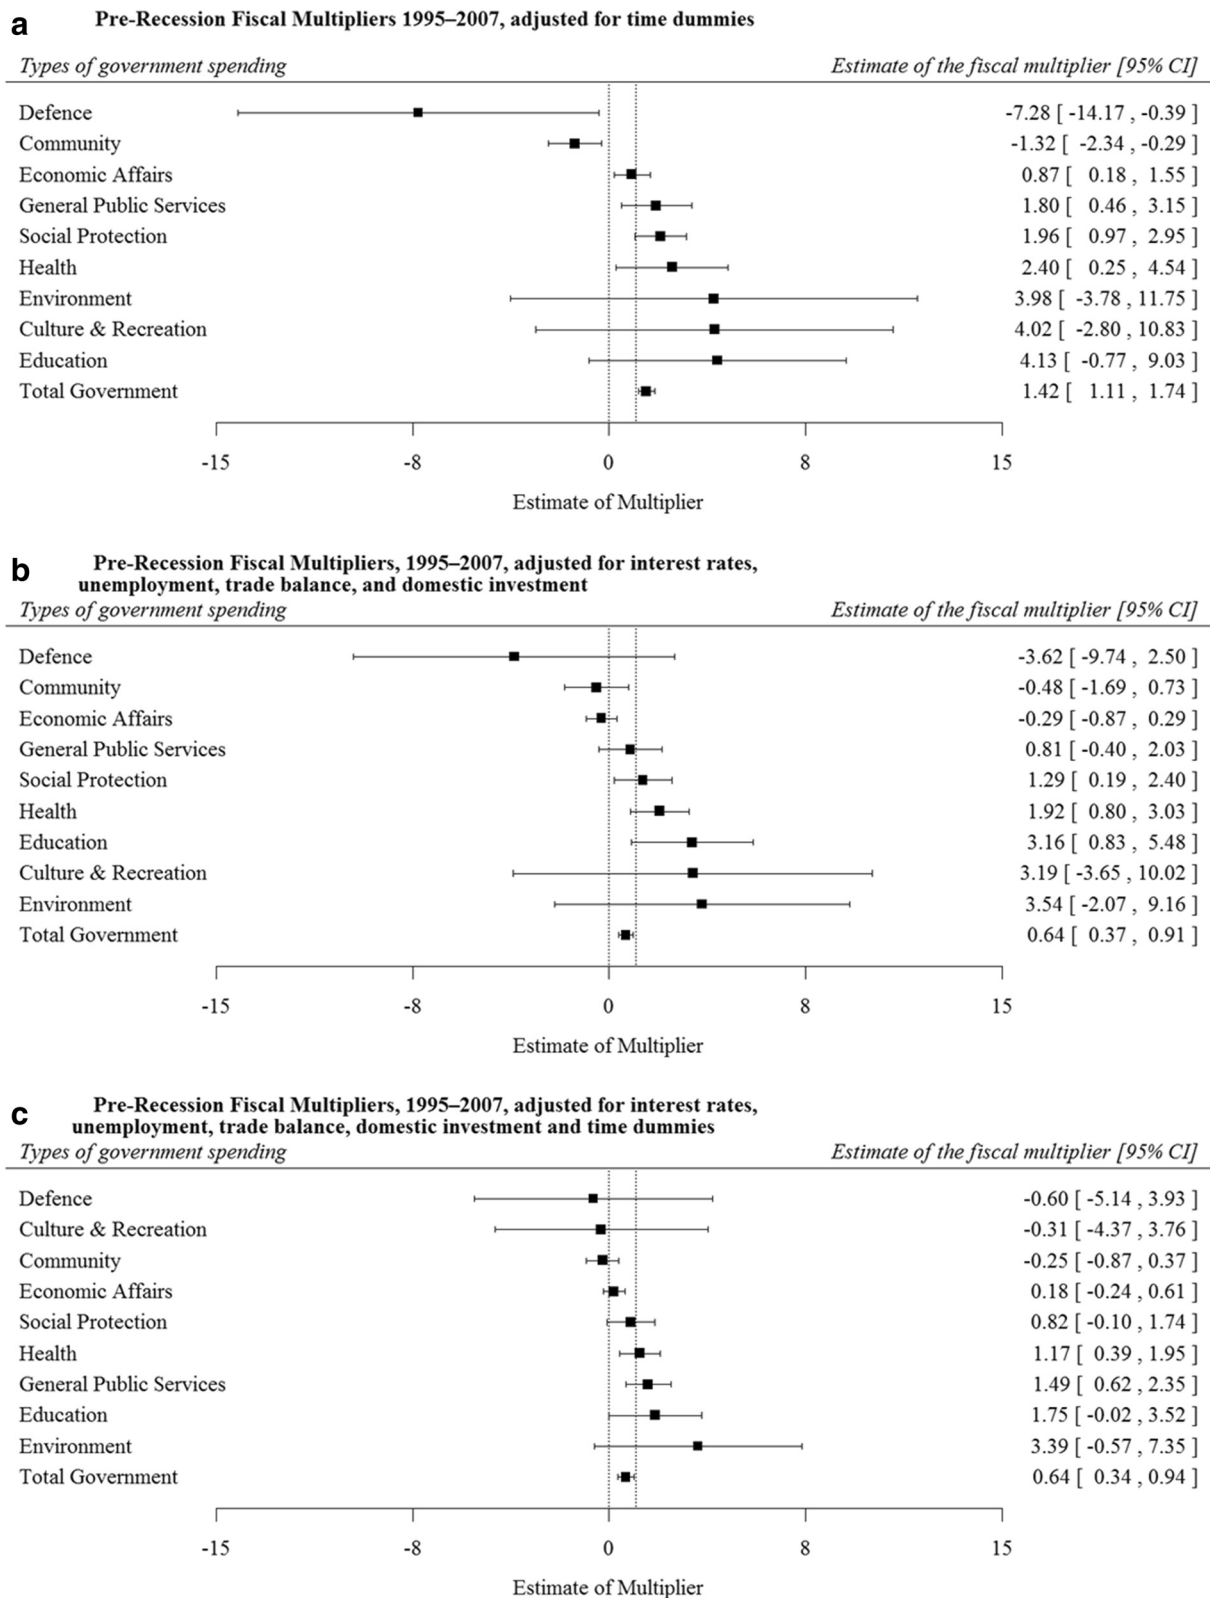 a
Pre-Recession Fiscal Multipliers 1995–2007, adjusted for time dummies
Types of government spending Estimate of the fiscal multiplier [95% CI]
Defence -7.28 [ -14.17 , -0.39 ]
Community -1.32 [ -2.34 , -0.29 ]
Economic Affairs 0.87 [ 0.18 , 1.55 ]
General Public Services 1.80 [ 0.46 , 3.15 ]
Social Protection 1.96 [ 0.97 , 2.95 ]
Health 2.40 [ 0.25 , 4.54 ]
Environment 3.98 [ -3.78 , 11.75 ]
Culture & Recreation 4.02 [ -2.80 , 10.83 ]
Education 4.13 [ -0.77 , 9.03 ]
Total Government 1.42 [ 1.11 , 1.74 ]
-15 -8 0 8 15
Estimate of Multiplier
b
Pre-Recession Fiscal Multipliers, 1995–2007, adjusted for interest rates,
unemployment, trade balance, and domestic investment
Types of government spending Estimate of the fiscal multiplier [95% CI]
Defence -3.62 [ -9.74 , 2.50 ]
Community -0.48 [ -1.69 , 0.73 ]
Economic Affairs -0.29 [ -0.87 , 0.29 ]
General Public Services 0.81 [ -0.40 , 2.03 ]
Social Protection 1.29 [ 0.19 , 2.40 ]
Health 1.92 [ 0.80 , 3.03 ]
Education 3.16 [ 0.83 , 5.48 ]
Culture & Recreation 3.19 [ -3.65 , 10.02 ]
Environment 3.54 [ -2.07 , 9.16 ]
Total Government 0.64 [ 0.37 , 0.91 ]
-15 -8 0 8 15
Estimate of Multiplier
c
Pre-Recession Fiscal Multipliers, 1995–2007, adjusted for interest rates,
unemployment, trade balance, domestic investment and time dummies
Types of government spending Estimate of the fiscal multiplier [95% CI]
Defence -0.60 [ -5.14 , 3.93 ]
Culture & Recreation -0.31 [ -4.37 , 3.76 ]
Community -0.25 [ -0.87 , 0.37 ]
Economic Affairs 0.18 [ -0.24 , 0.61 ]
Social Protection 0.82 [ -0.10 , 1.74 ]
Health 1.17 [ 0.39 , 1.95 ]
General Public Services 1.49 [ 0.62 , 2.35 ]
Education 1.75 [ -0.02 , 3.52 ]
Environment 3.39 [ -0.57 , 7.35 ]
Total Government 0.64 [ 0.34 , 0.94 ]
-15 -8 0 8 15
Estimate of Multiplier